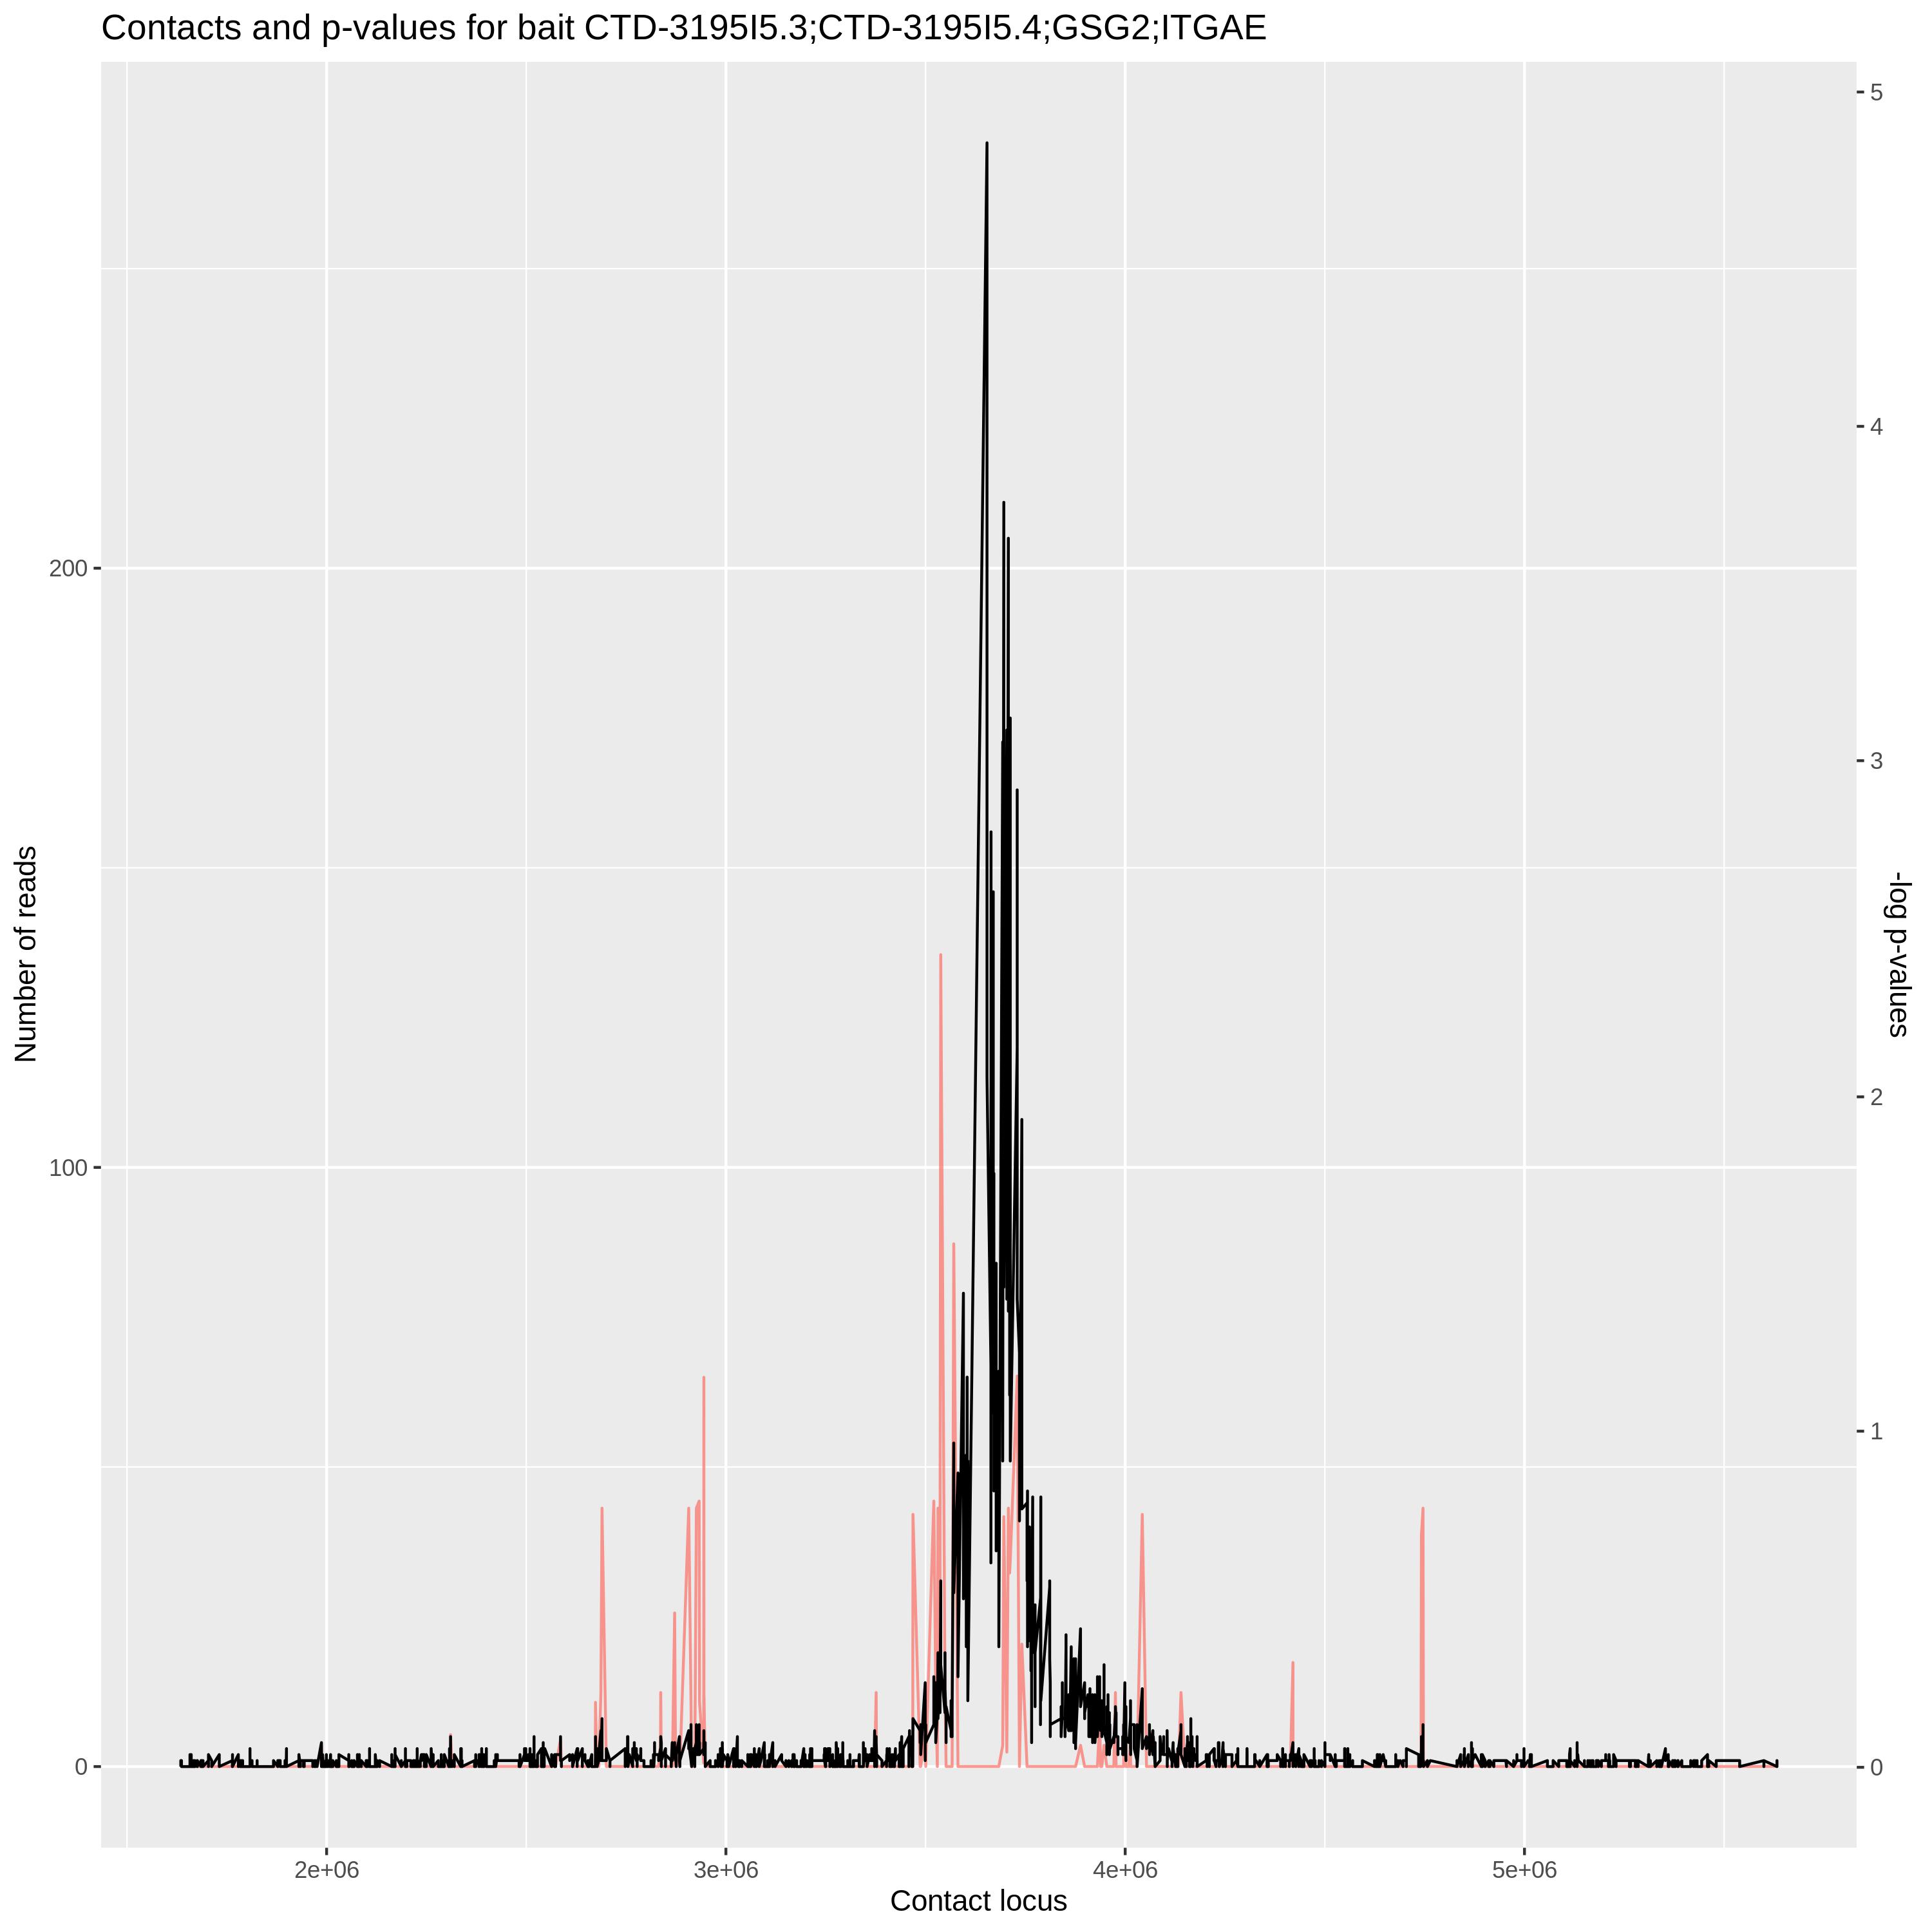 Contacts and p-values for bait CTD-3195I5.3;CTD-3195I5.4;GSG2;ITGAE
Number of reads
200
100
0
5
4
3
2
1
0
-log p-values
2e+06
3e+06
4e+06
5e+06
Contact locus